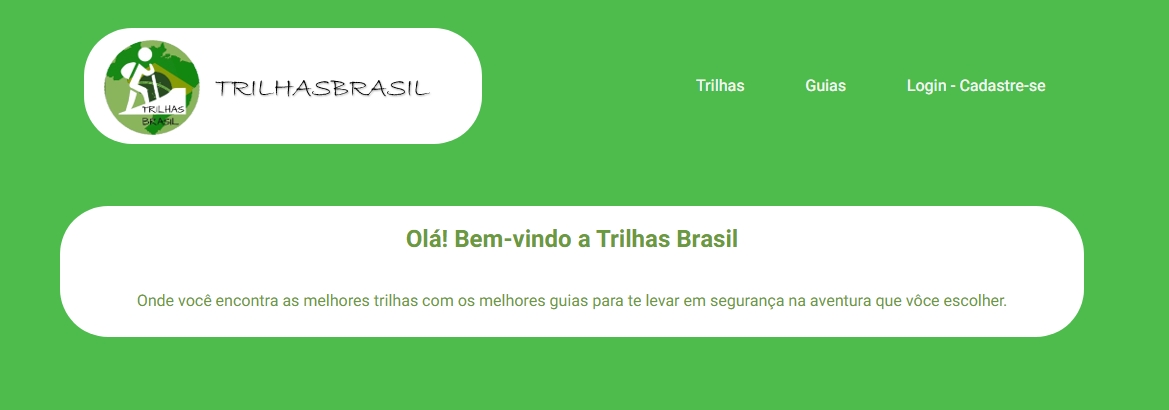 TRILHAS
BRASIL
TRILHASBRASIL
Trilhas
Guias
Login - Cadastre-se
Olá! Bem-vindo a Trilhas Brasil
Onde você encontra as melhores trilhas com os melhores guias para te levar em segurança na aventura que vôce escolher.